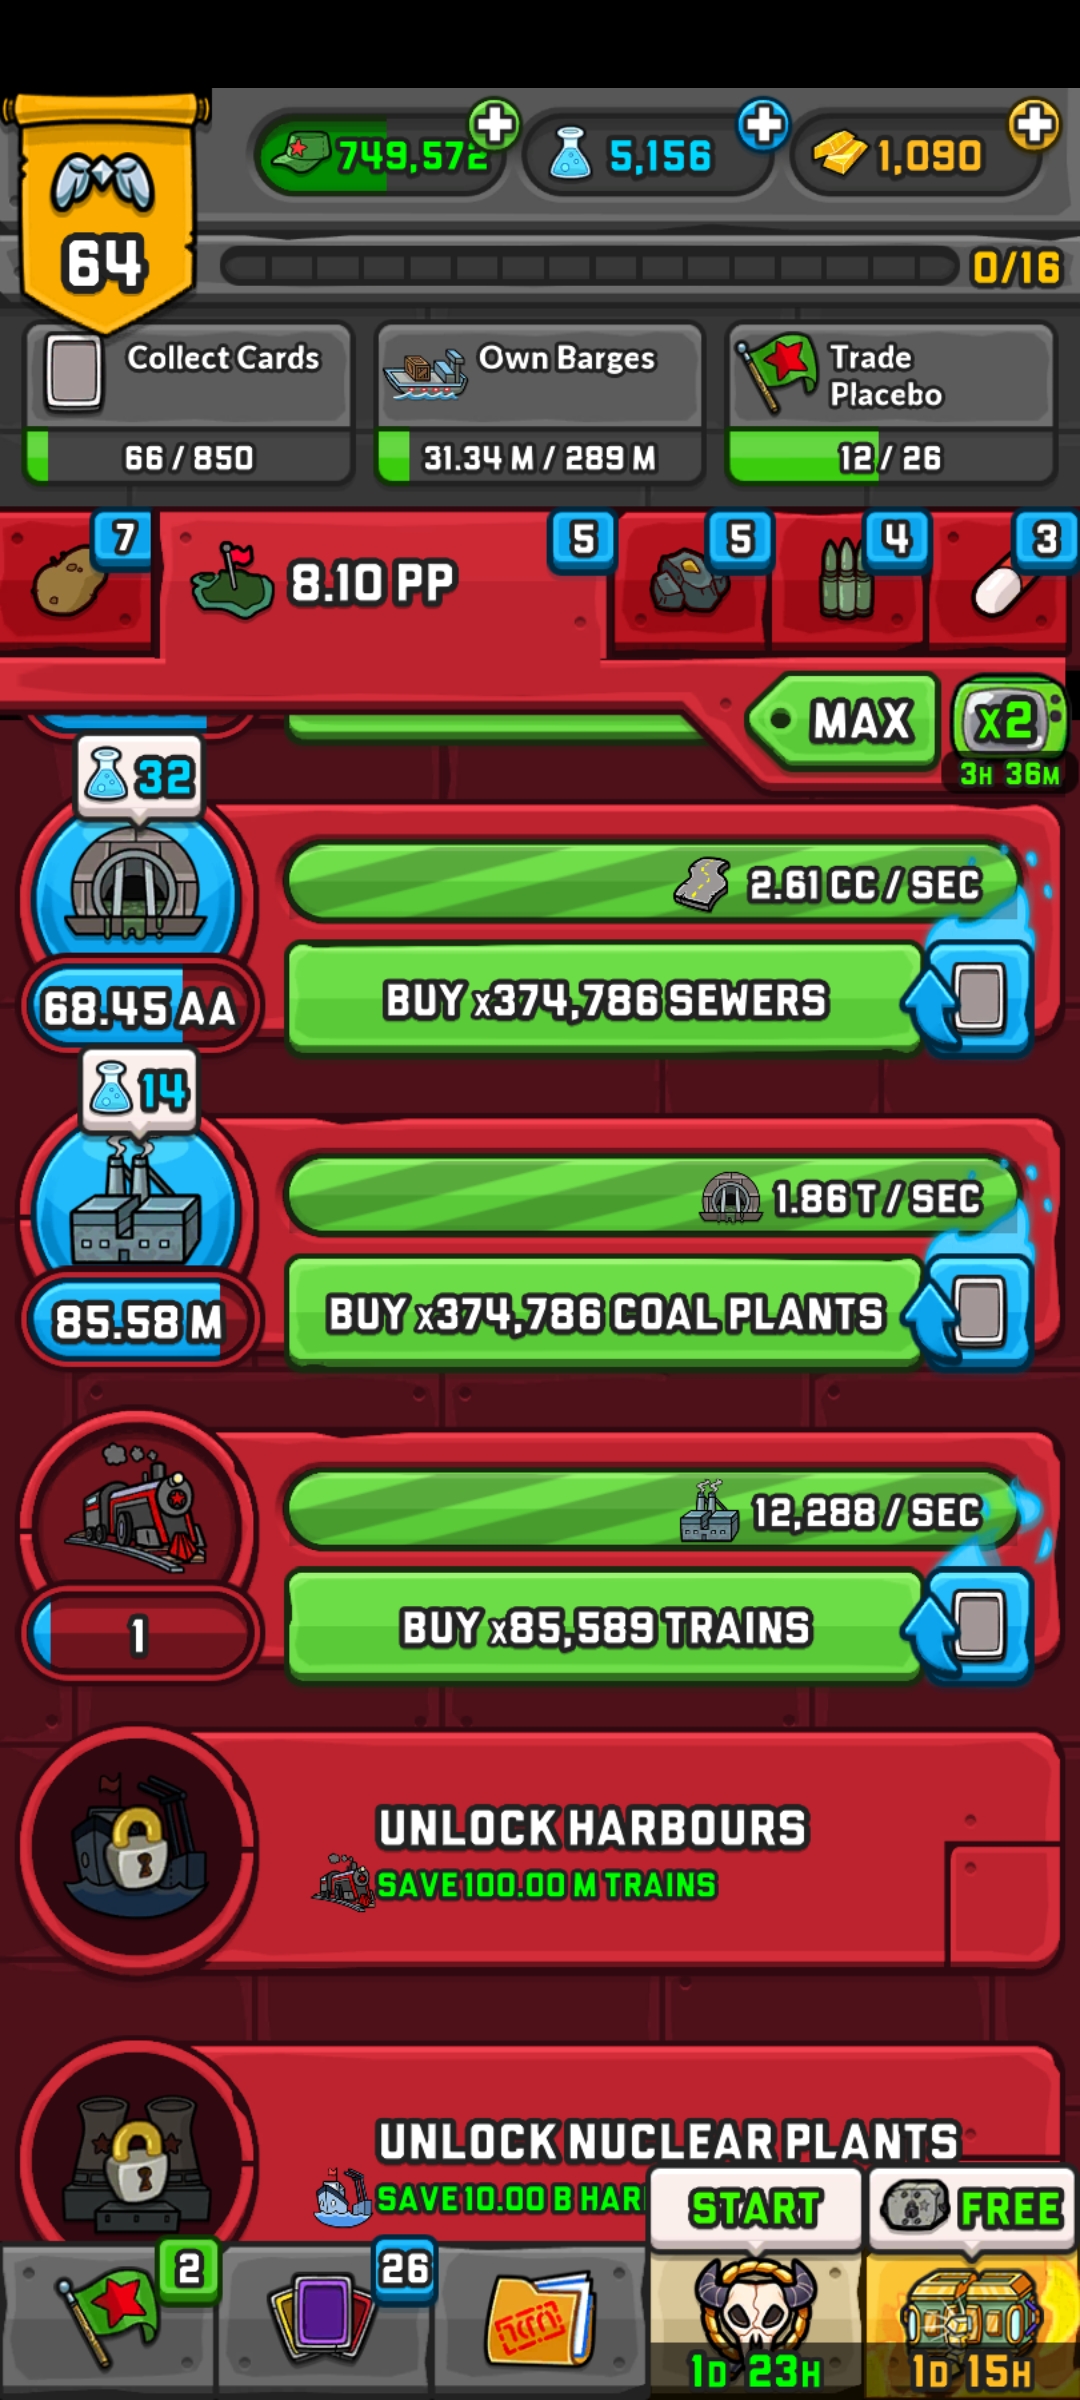 749,572
5,156
1,090
64
0/16
Collect Cards
66 / 850
Own Barges
31.34 M / 289 M
Trade
Placebo
12 / 26
7
8.10 PP
5
5
4
3
MAX
x2
3H 36M
32
2.61 CC / SEC
68.45 AA
BUY x374,786 SEWERS
14
1.86 T / SEC
85.58 M
BUY x374,786 COAL PLANTS
12,288 / SEC
1
BUY x85,589 TRAINS
UNLOCK HARBOURS
SAVE 100.00 M TRAINS
UNLOCK NUCLEAR PLANTS
SAVE 10.00 B HAR
START
FREE
2
26
1D 23H
1D 15H